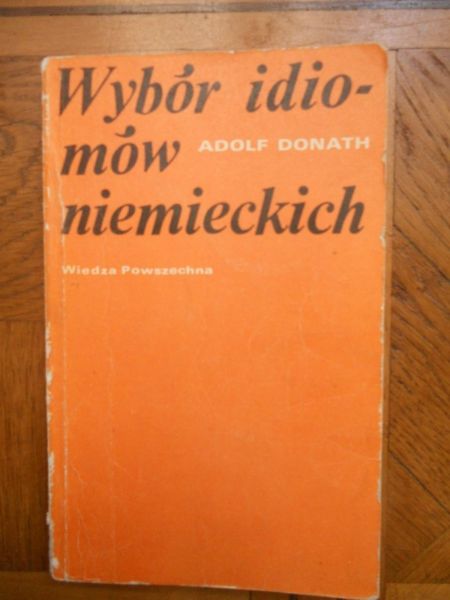 Wybór idio-
mów ADOLF DONATH
niemieckich
Wiedza Powszechna